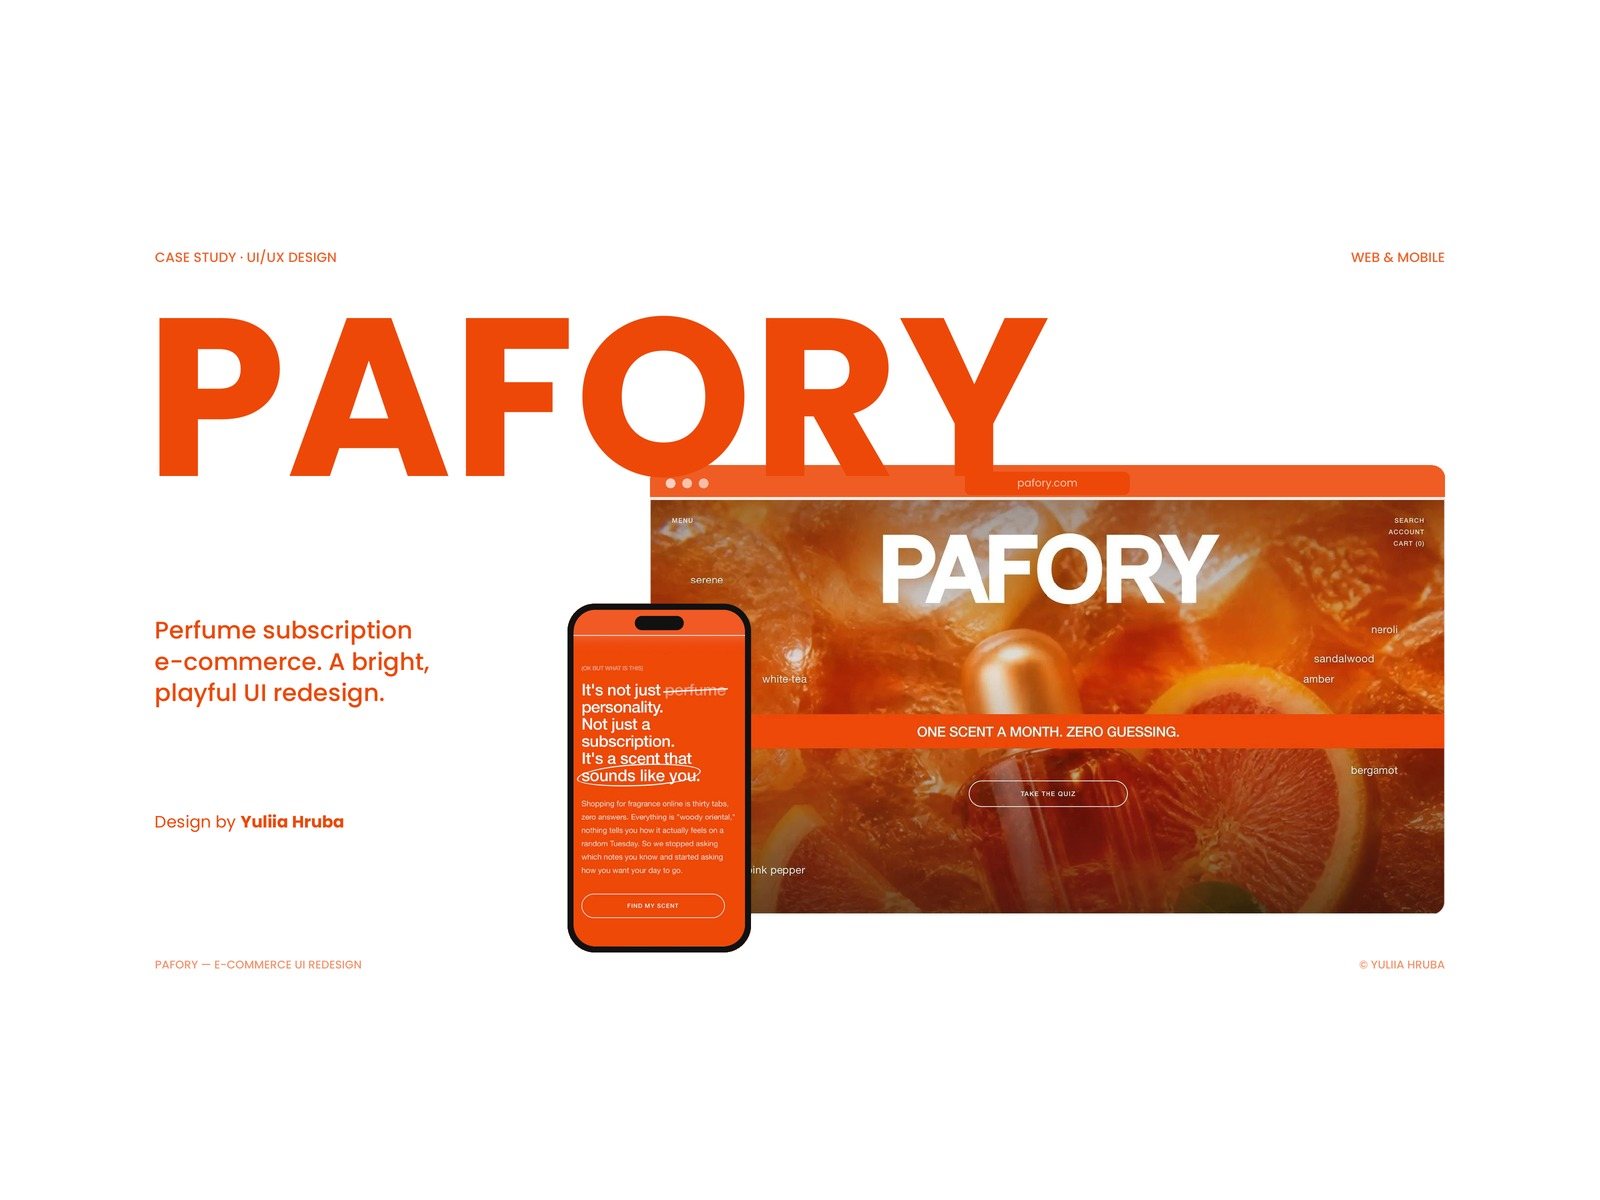 CASE STUDY · UI/UX DESIGN
WEB & MOBILE
PAFORY
pafory.com
MENU
SEARCH
ACCOUNT
CART (0)
PAFORY
serene
neroli
sandalwood
white tea
amber
ONE SCENT A MONTH. ZERO GUESSING.
bergamot
TAKE THE QUIZ
pink pepper
(OK BUT WHAT IS THIS)
It's not just perfume
personality.
Not just a
subscription.
It's a scent that
sounds like you.
Shopping for fragrance online is thirty tabs,
zero answers. Everything is "woody oriental,"
nothing tells you how it actually feels on a
random Tuesday. So we stopped asking
which notes you know and started asking
how you want your day to go.
FIND MY SCENT
Perfume subscription
e-commerce. A bright,
playful UI redesign.
Design by Yuliia Hruba
PAFORY — E-COMMERCE UI REDESIGN
© YULIIA HRUBA